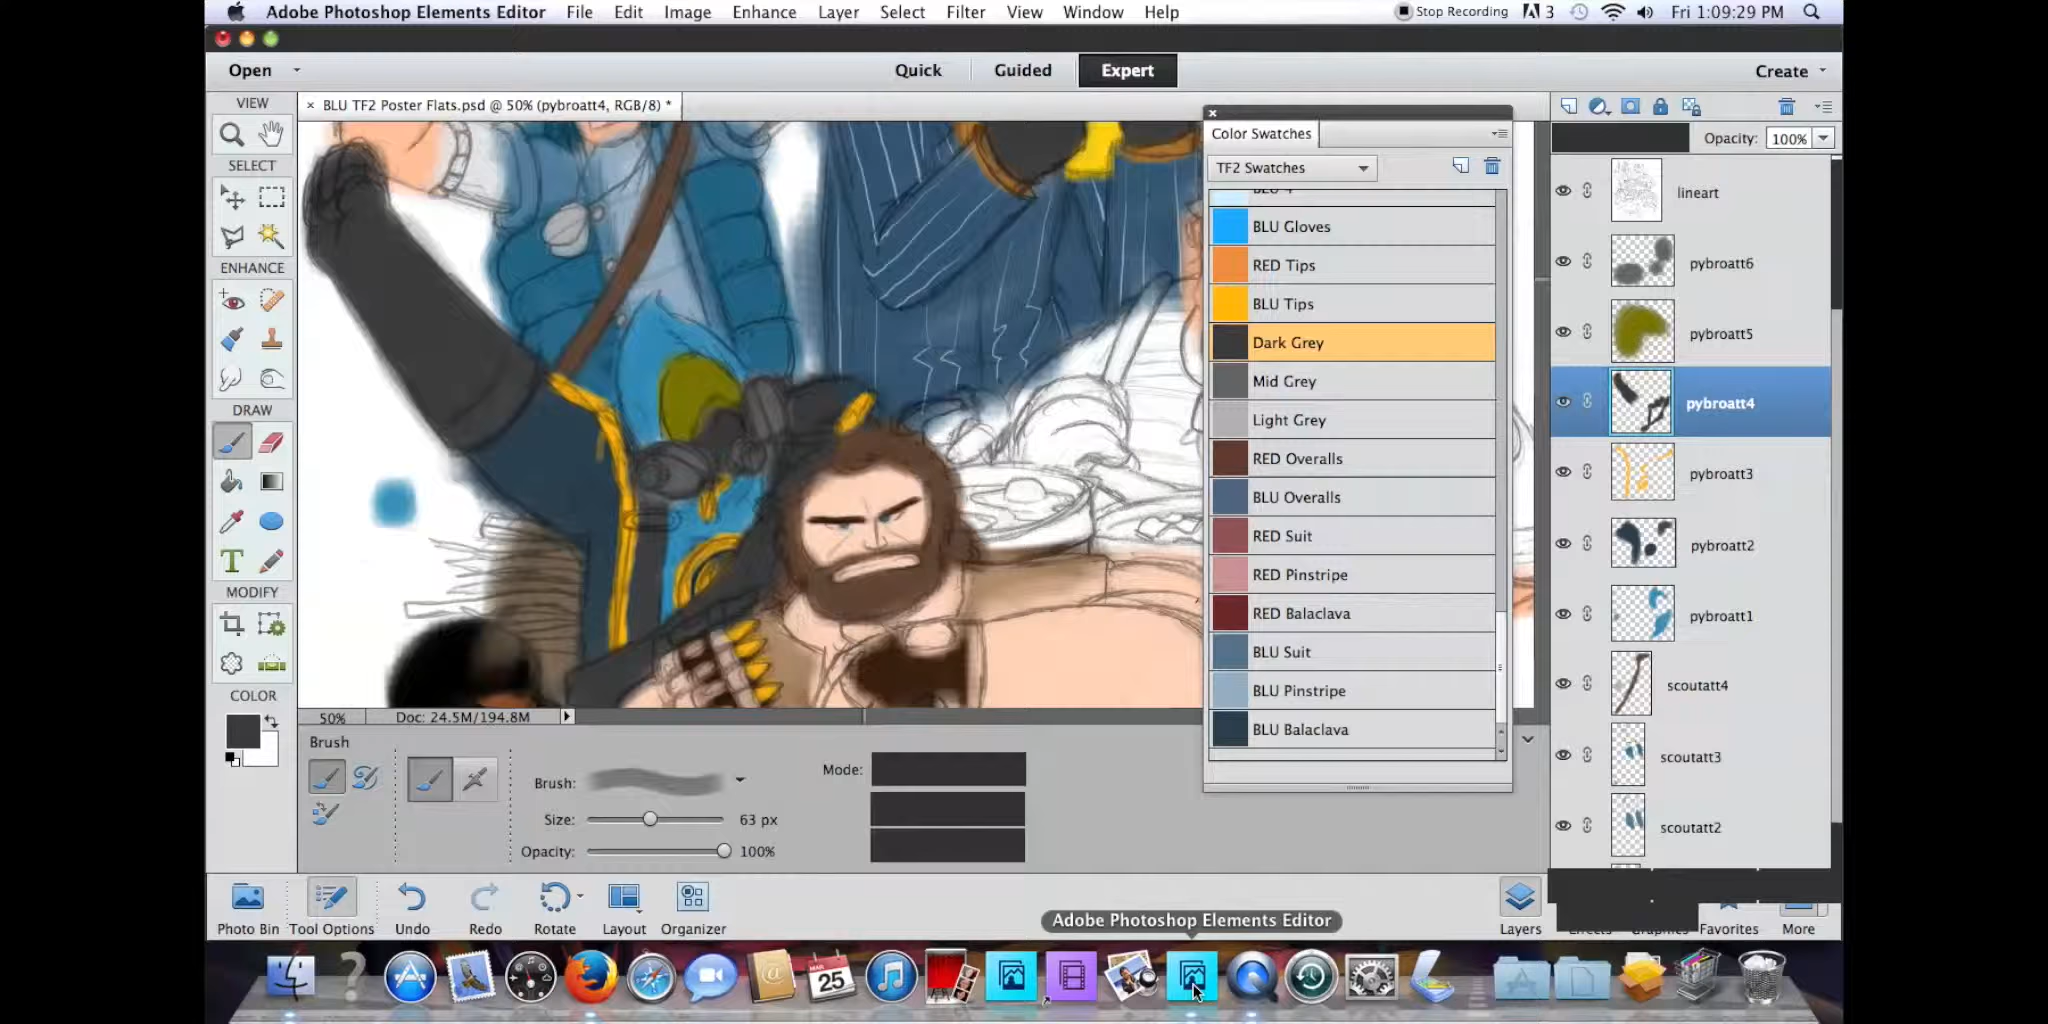 Adobe Photoshop Elements Editor File Edit Image Enhance Layer Select Filter View Window Help Stop Recording 3 Fri 1:09:29 PM
Open Quick Guided Expert Create
VIEW
SELECT
ENHANCE
DRAW
T
MODIFY
COLOR
× BLU TF2 Poster Flats.psd @ 50% (pybroatt4, RGB/8) *
Color Swatches
TF2 Swatches
BLU Gloves
RED Tips
BLU Tips
Dark Grey
Mid Grey
Light Grey
RED Overalls
BLU Overalls
RED Suit
RED Pinstripe
RED Balaclava
BLU Suit
BLU Pinstripe
BLU Balaclava
Opacity: 100%
lineart
pybroatt6
pybroatt5
pybroatt4
pybroatt3
pybroatt2
pybroatt1
scoutatt4
scoutatt3
scoutatt2
50% Doc: 24.5M/194.8M
Brush
Brush:
Size: 63 px
Opacity: 100%
Mode:
Photo Bin Tool Options Undo Redo Rotate Layout Organizer Layers Favorites More
Adobe Photoshop Elements Editor
MAR
25